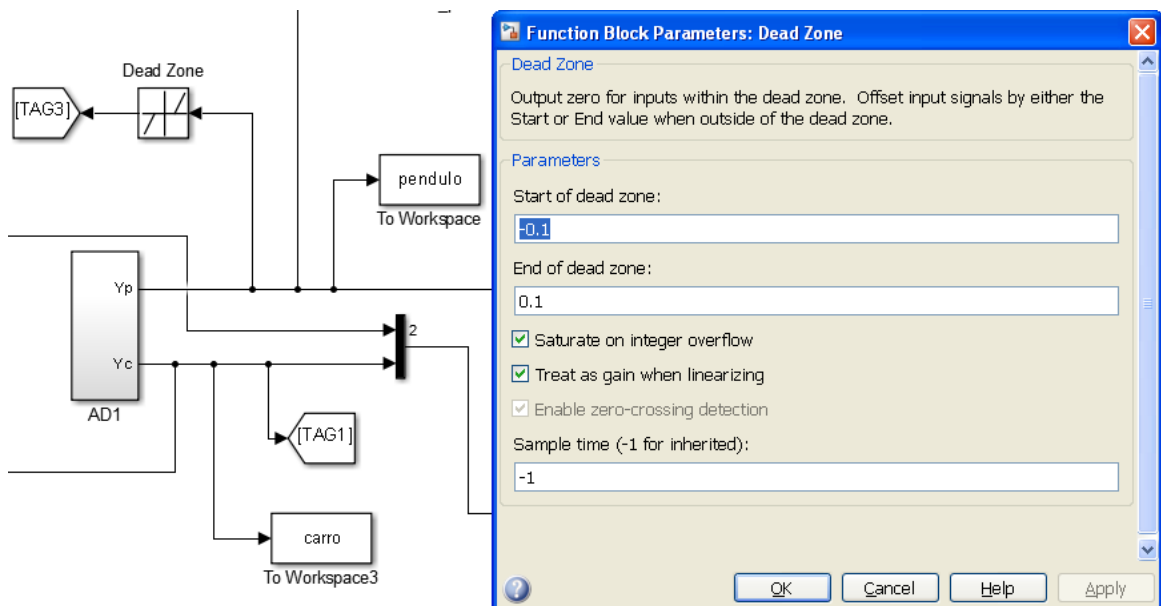 Dead Zone
[TAG3]
pendulo
To Workspace
Yp
2
Yc
AD1
[TAG1]
carro
To Workspace3
Function Block Parameters: Dead Zone
Dead Zone
Output zero for inputs within the dead zone.  Offset input signals by either the
Start or End value when outside of the dead zone.
Parameters
Start of dead zone:
-0.1
End of dead zone:
0.1
Saturate on integer overflow
Treat as gain when linearizing
Enable zero-crossing detection
Sample time (-1 for inherited):
-1
?
OK
Cancel
Help
Apply